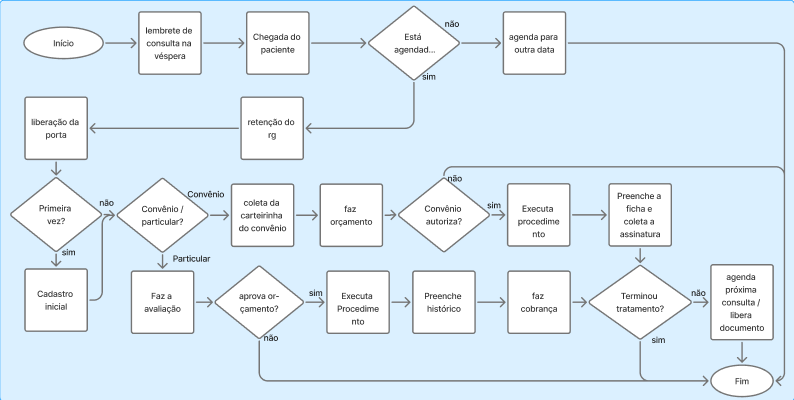 Início
lembrete de
consulta na
véspera
Chegada do
paciente
Está
agendad...
não
agenda para
outra data
sim
liberação da
porta
retenção do
rg
Primeira
vez?
não
sim
Cadastro
inicial
Convênio /
particular?
Convênio
Particular
coleta da
carteirinha
do convênio
faz
orçamento
Convênio
autoriza?
não
sim
Executa
procedime
nto
Preenche a
ficha e
coleta a
assinatura
Faz a
avaliação
aprova or-
çamento?
sim
não
Executa
Procedime
nto
Preenche
histórico
faz
cobrança
Terminou
tratamento?
não
sim
agenda
próxima
consulta /
libera
documento
Fim